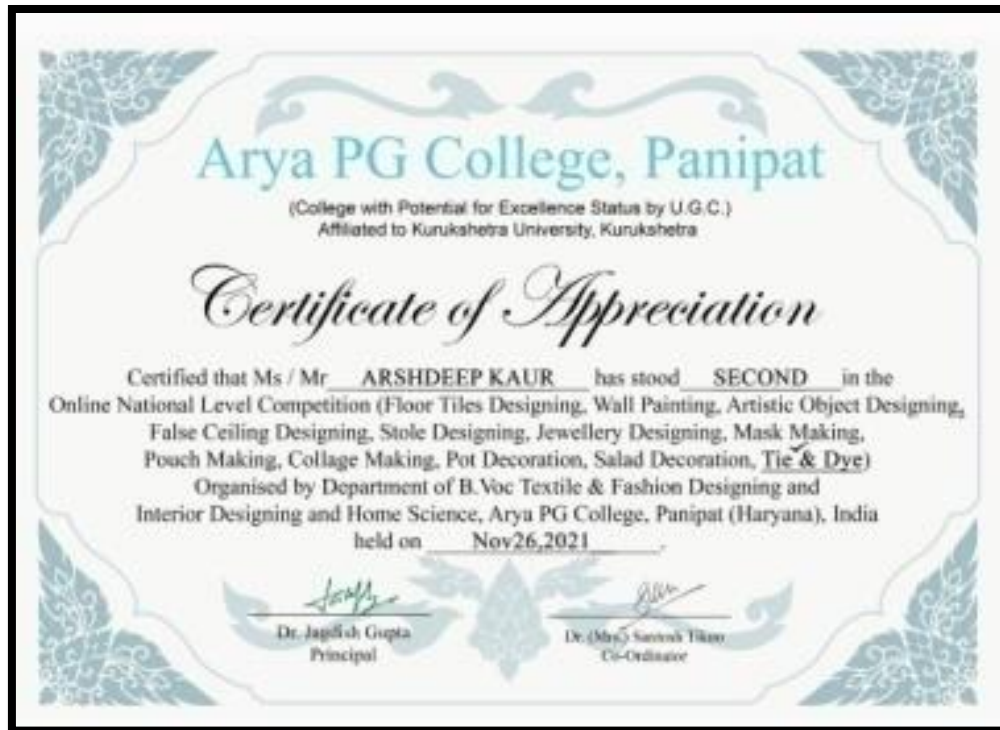 Arya PG College, Panipat
(College with Potential for Excellence Status by U.G.C.)
Affiliated to Kurukshetra University, Kurukshetra
Certificate of Appreciation
Certified that Ms / Mr ARSHDEEP KAUR has stood SECOND in the
Online National Level Competition (Floor Tiles Designing, Wall Painting, Artistic Object Designing,
False Ceiling Designing, Stole Designing, Jewellery Designing, Mask Making,
Pouch Making, Collage Making, Pot Decoration, Salad Decoration, Tie & Dye)
Organised by Department of B.Voc Textile & Fashion Designing and
Interior Designing and Home Science, Arya PG College, Panipat (Haryana), India
held on Nov26,2021.
Dr. Jagdish Gupta
Principal
Dr. (Mrs.) Santosh
Co-Ordinator